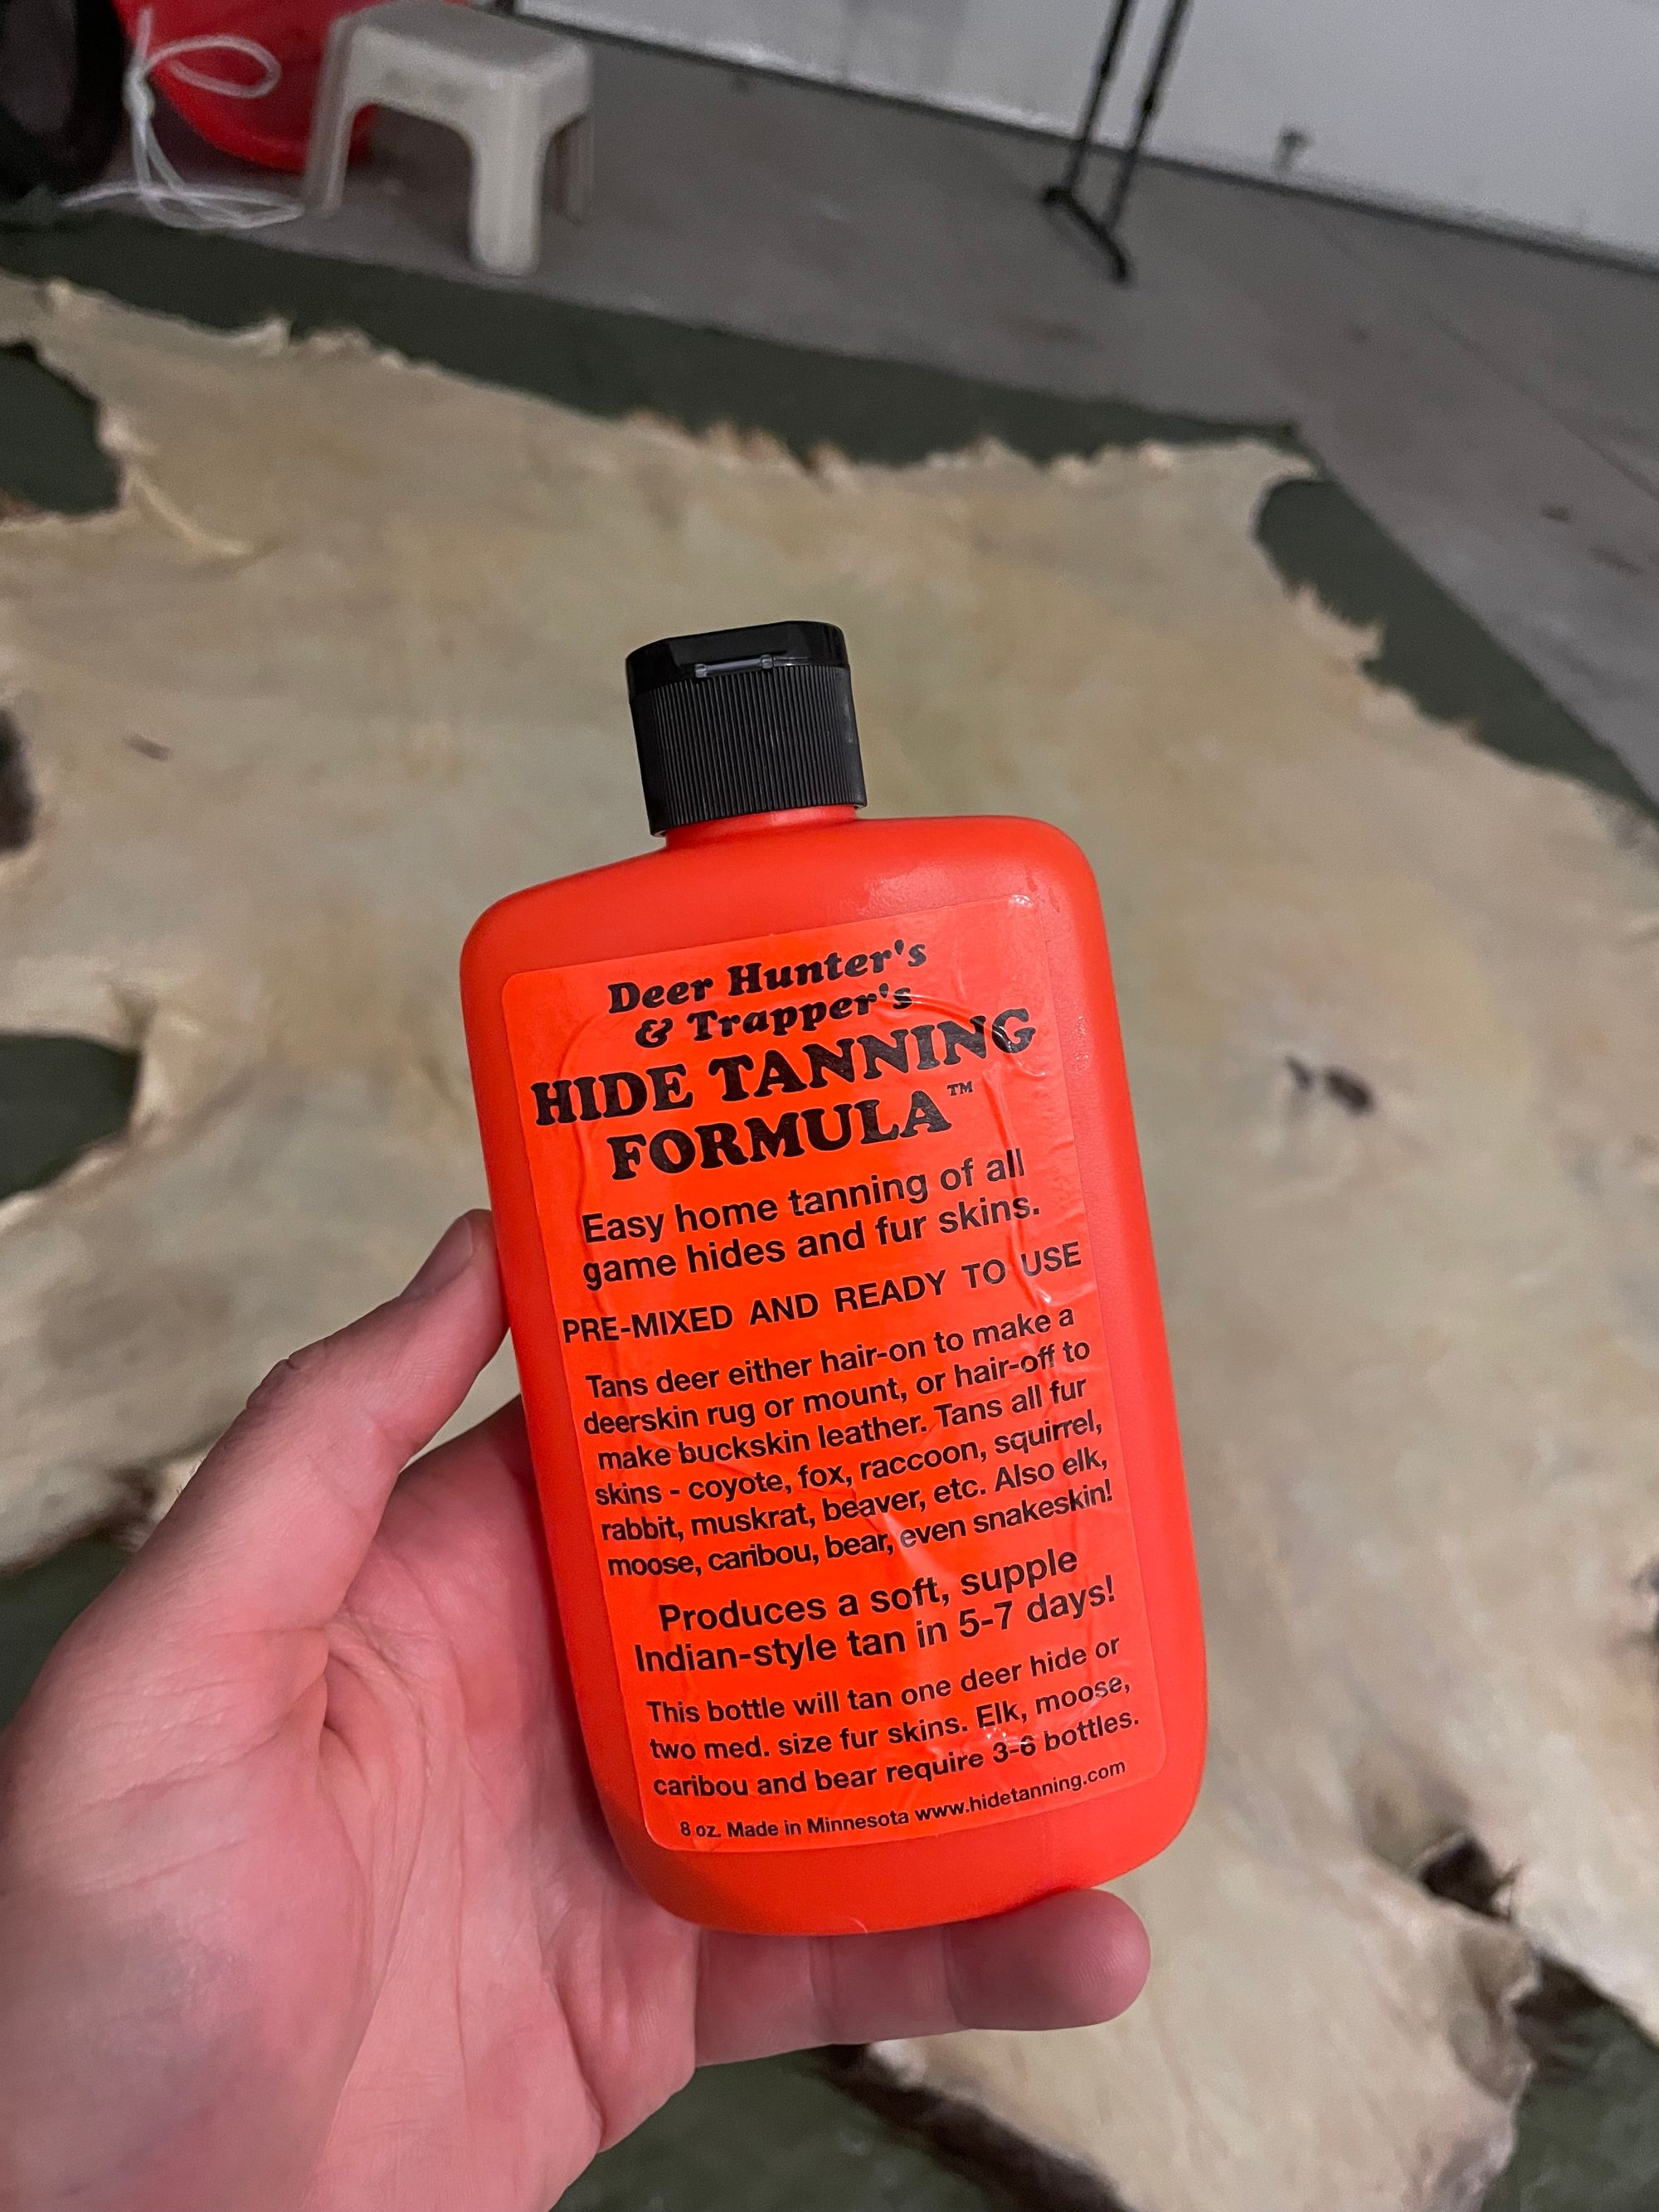 Deer Hunter's
& Trapper's
HIDE TANNING
FORMULA™
Easy home tanning of all
game hides and fur skins.
PRE-MIXED AND READY TO USE
Tans deer either hair-on to make a
deerskin rug or mount, or hair-off to
make buckskin leather. Tans all fur
skins - coyote, fox, raccoon, squirrel,
rabbit, muskrat, beaver, etc. Also elk,
moose, caribou, bear, even snakeskin!
Produces a soft, supple
Indian-style tan in 5-7 days!
This bottle will tan one deer hide or
two med. size fur skins. Elk, moose,
caribou and bear require 3-6 bottles.
8 oz. Made in Minnesota www.hidetanning.com